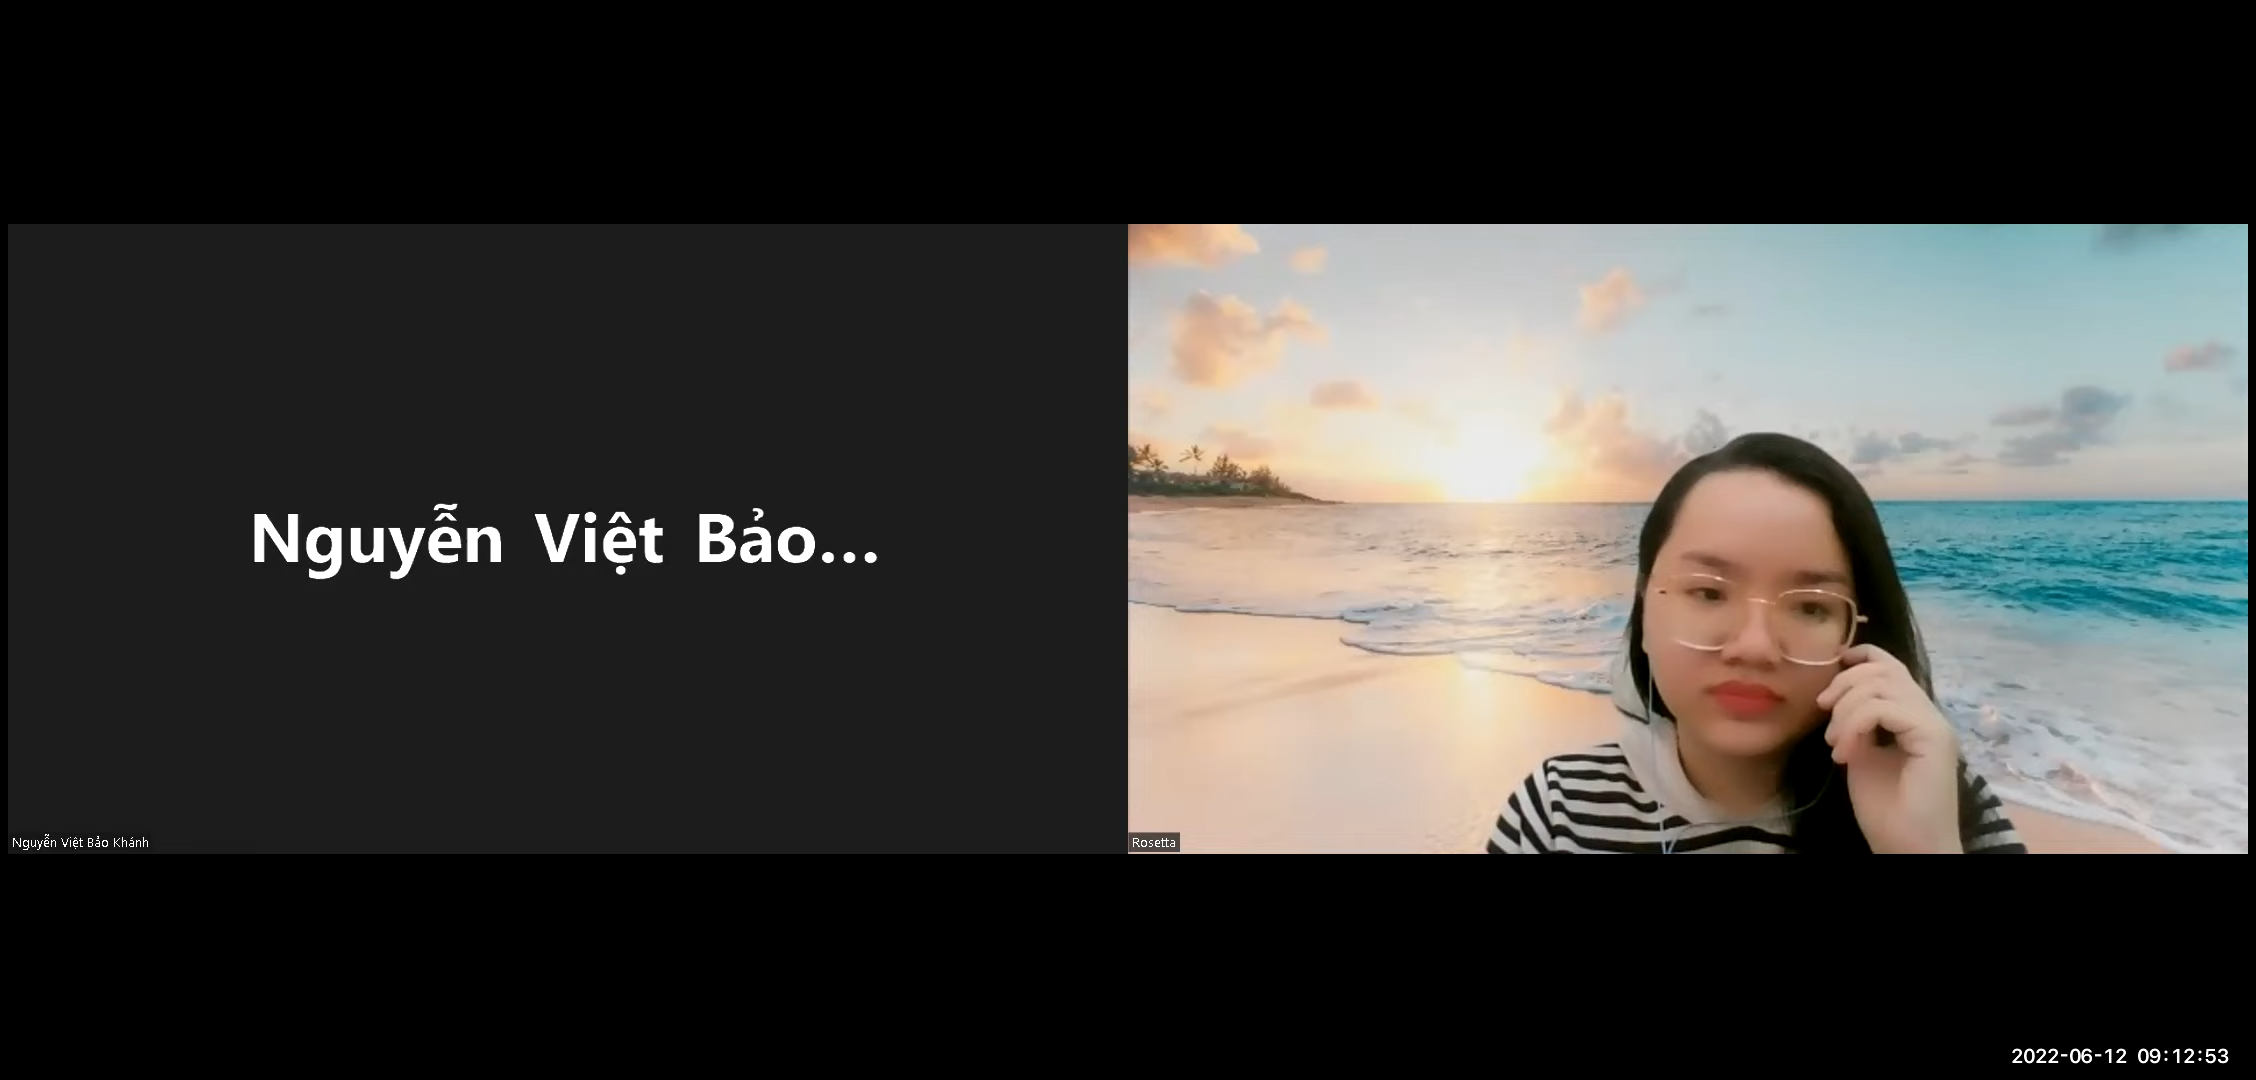 Nguyễn Việt Bảo...
Nguyễn Việt Bảo Khánh
Rosetta
2022-06-12 09:12:53